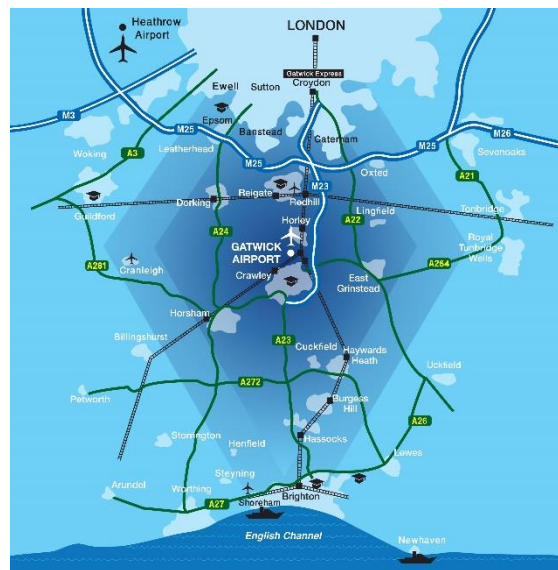 Heathrow
Airport
LONDON
Gatwick Express
Croydon
Ewell
Sutton
Epsom
Banstead
Caterham
M3
M25
M25
M25
M26
A3
Woking
Leatherhead
Oxted
Sevenoaks
A21
M23
Reigate
Redhill
Guildford
Dorking
Horley
A22
Lingfield
Tonbridge
A24
GATWICK
AIRPORT
Royal
Tunbridge
Wells
A281
Cranleigh
Crawley
A264
East
Grinstead
Horsham
Billingshurst
A23
Cuckfield
Haywards
Heath
Uckfield
A272
Petworth
Burgess
Hill
A26
Storrington
Henfield
Hassocks
Lewes
Steyning
Arundel
Worthing
A27
Shoreham
Brighton
English Channel
Newhaven